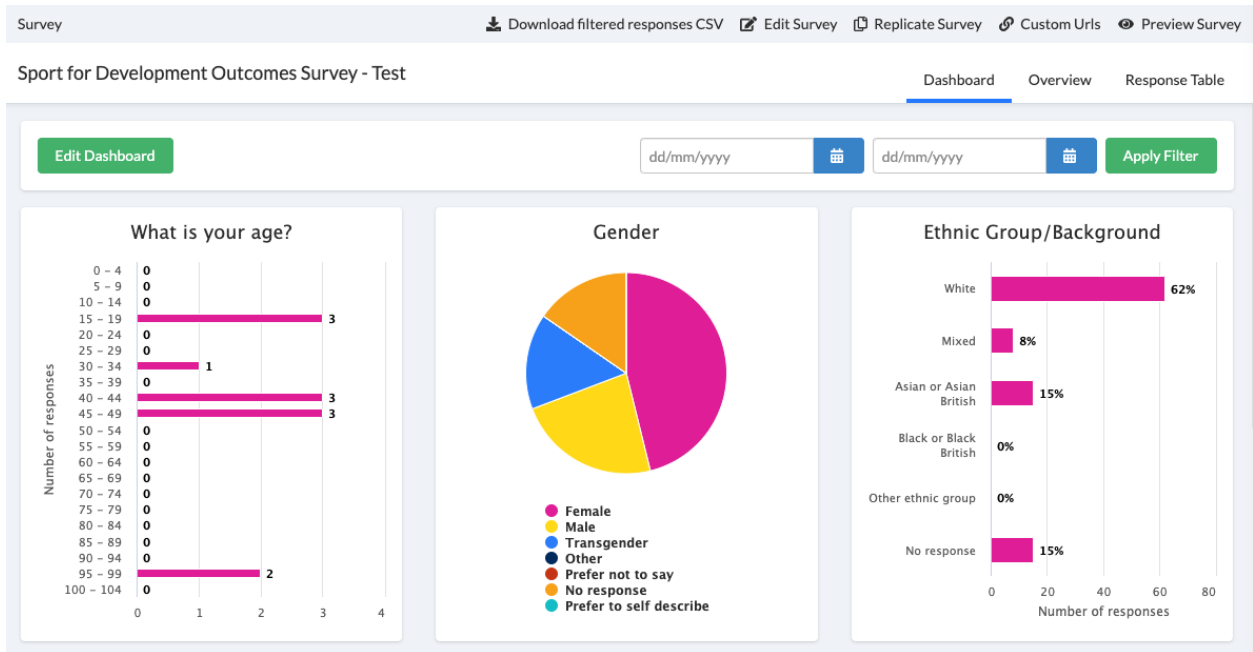 Survey
Download filtered responses CSV
Edit Survey
Replicate Survey
Custom Urls
Preview Survey
Sport for Development Outcomes Survey - Test
Dashboard
Overview
Response Table
Edit Dashboard
dd/mm/yyyy
dd/mm/yyyy
Apply Filter
What is your age?
Number of responses
0 - 4 0
5 - 9 0
10 - 14 0
15 - 19 3
20 - 24 0
25 - 29 0
30 - 34 1
35 - 39 0
40 - 44 3
45 - 49 3
50 - 54 0
55 - 59 0
60 - 64 0
65 - 69 0
70 - 74 0
75 - 79 0
80 - 84 0
85 - 89 0
90 - 94 0
95 - 99 2
100 - 104 0
0 1 2 3 4
Gender
Female
Male
Transgender
Other
Prefer not to say
No response
Prefer to self describe
Ethnic Group/Background
White 62%
Mixed 8%
Asian or Asian
British 15%
Black or Black
British 0%
Other ethnic group 0%
No response 15%
0 20 40 60 80
Number of responses